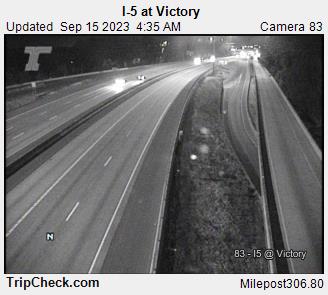 I-5 at Victory
Updated Sep 15 2023 4:35 AM Camera 83
T
N
83 - I5 @ Victory
TripCheck.com Milepost306.80